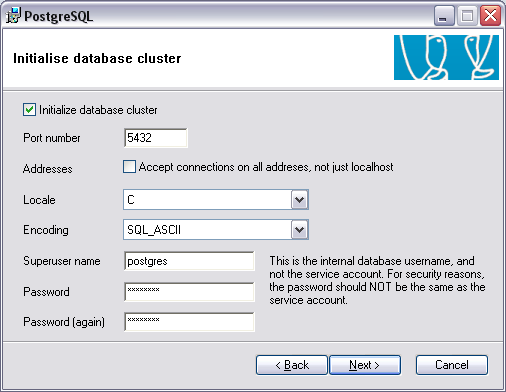 PostgreSQL
Initialise database cluster
Initialize database cluster
Port number
5432
Addresses
Accept connections on all addreses, not just localhost
Locale
C
Encoding
SQL_ASCII
Superuser name
postgres
This is the internal database username, and
not the service account. For security reasons,
the password should NOT be the same as the
service account.
Password
********
Password (again)
********
< Back
Next >
Cancel